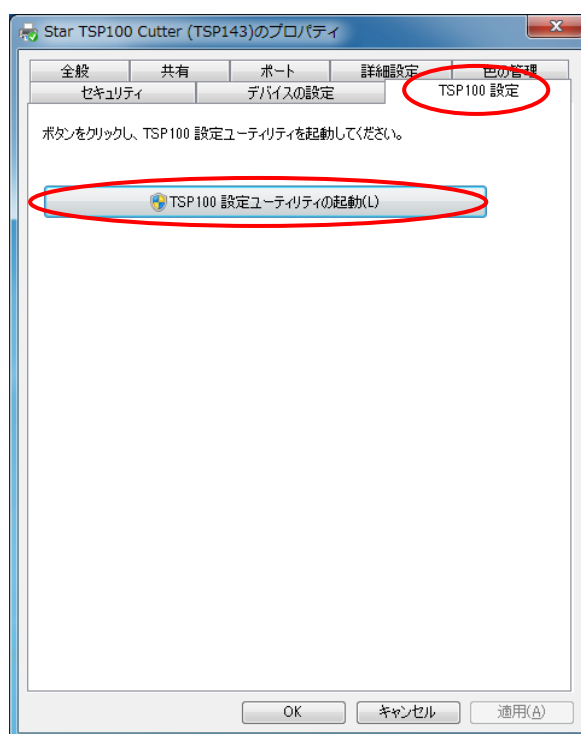 Star TSP100 Cutter (TSP143)のプロパティ
全般 共有 ポート 詳細設定 色の管理
セキュリティ デバイスの設定 TSP100 設定
ボタンをクリックし、TSP100 設定ユーティリティを起動してください。
TSP100 設定ユーティリティの起動(L)
OK キャンセル 適用(A)